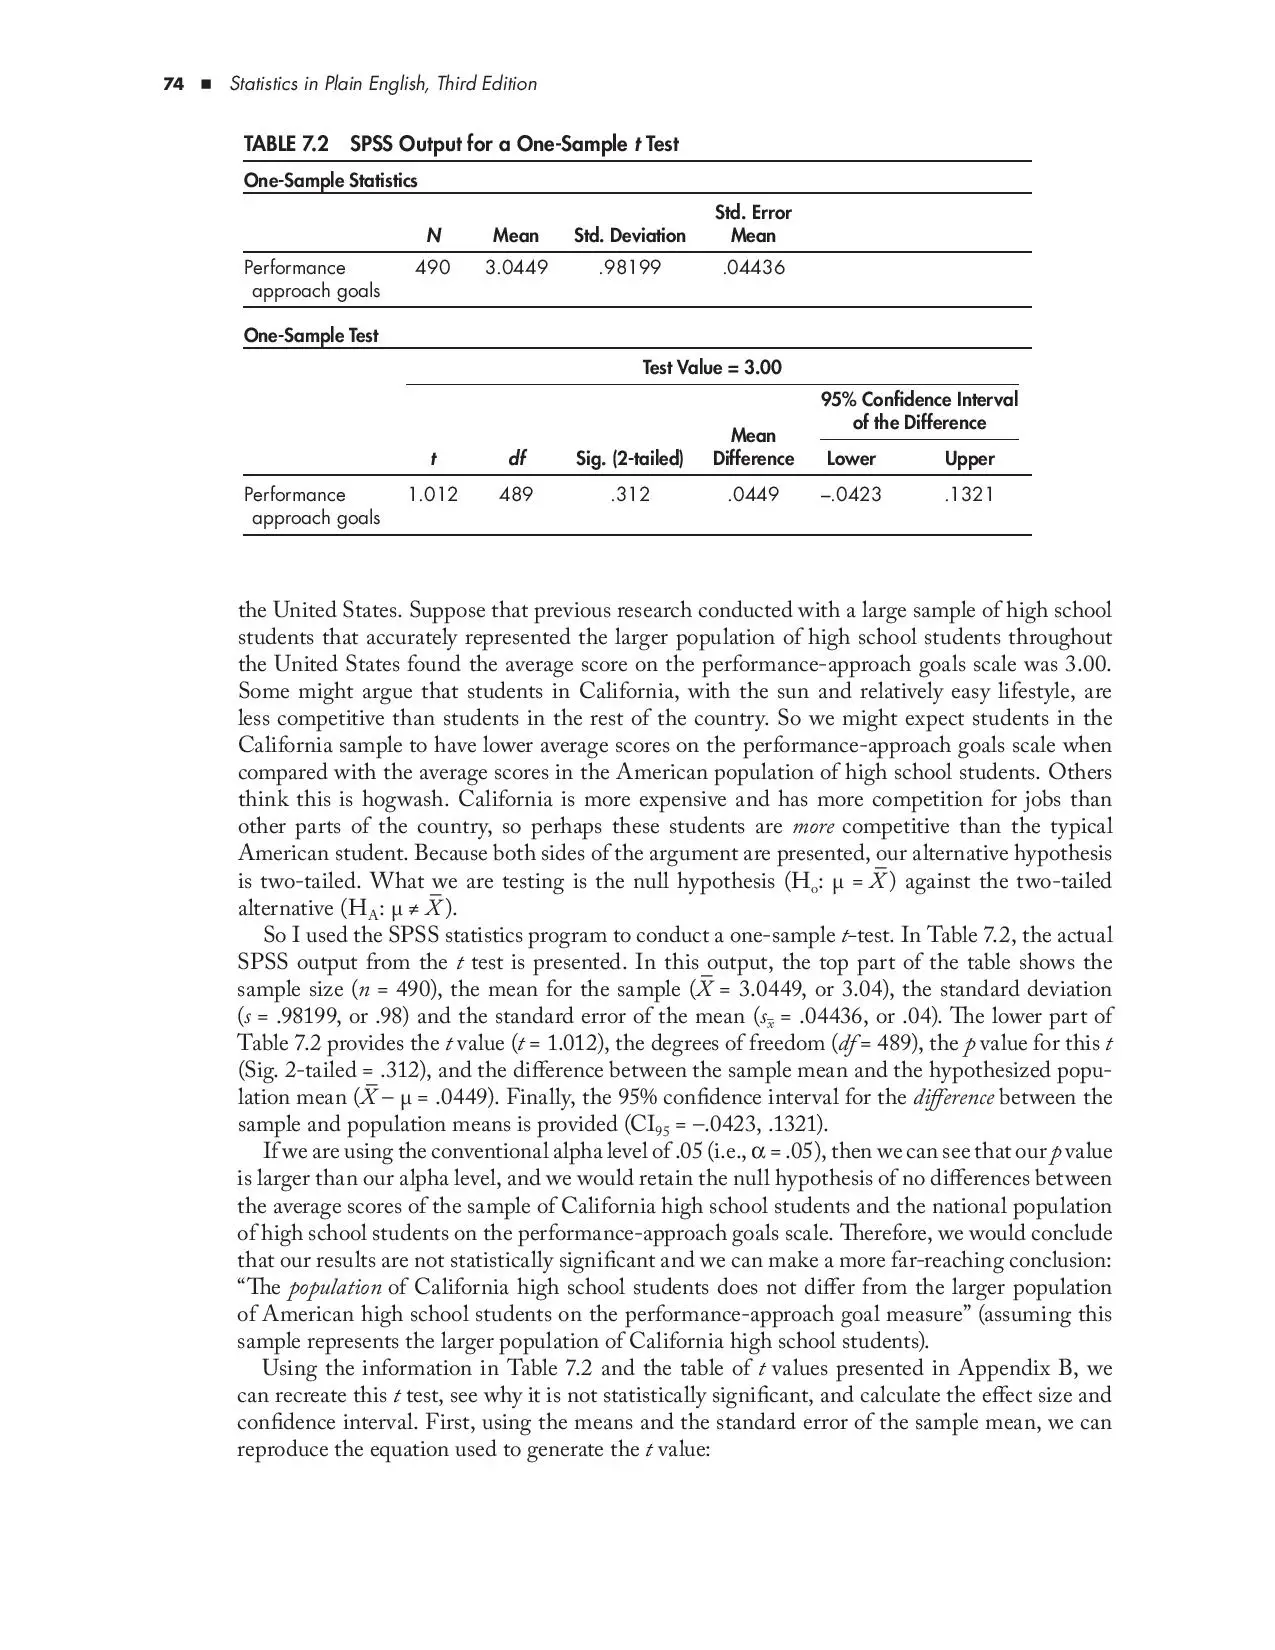 74 ■ Statistics in Plain English, Third Edition
TABLE 7.2 SPSS Output for a One-Sample t Test
One-Sample Statistics
Std. Error
N Mean Std. Deviation Mean
Performance 490 3.0449 .98199 .04436
approach goals
One-Sample Test
Test Value = 3.00
95% Confidence Interval
of the Difference
Mean
t df Sig. (2-tailed) Difference Lower Upper
Performance 1.012 489 .312 .0449 –.0423 .1321
approach goals
the United States. Suppose that previous research conducted with a large sample of high school
students that accurately represented the larger population of high school students throughout
the United States found the average score on the performance-approach goals scale was 3.00.
Some might argue that students in California, with the sun and relatively easy lifestyle, are
less competitive than students in the rest of the country. So we might expect students in the
California sample to have lower average scores on the performance-approach goals scale when
compared with the average scores in the American population of high school students. Others
think this is hogwash. California is more expensive and has more competition for jobs than
other parts of the country, so perhaps these students are more competitive than the typical
American student. Because both sides of the argument are presented, our alternative hypothesis
is two-tailed. What we are testing is the null hypothesis (Hₒ: μ = X̅) against the two-tailed
alternative (H_A: μ ≠ X̅).
So I used the SPSS statistics program to conduct a one-sample t-test. In Table 7.2, the actual
SPSS output from the t test is presented. In this output, the top part of the table shows the
sample size (n = 490), the mean for the sample (X̅ = 3.0449, or 3.04), the standard deviation
(s = .98199, or .98) and the standard error of the mean (s_x̅ = .04436, or .04). The lower part of
Table 7.2 provides the t value (t = 1.012), the degrees of freedom (df = 489), the p value for this t
(Sig. 2-tailed = .312), and the difference between the sample mean and the hypothesized popu-
lation mean (X̅ – μ = .0449). Finally, the 95% confidence interval for the difference between the
sample and population means is provided (CI₉₅ = –.0423, .1321).
If we are using the conventional alpha level of .05 (i.e., α = .05), then we can see that our p value
is larger than our alpha level, and we would retain the null hypothesis of no differences between
the average scores of the sample of California high school students and the national population
of high school students on the performance-approach goals scale. Therefore, we would conclude
that our results are not statistically significant and we can make a more far-reaching conclusion:
“The population of California high school students does not differ from the larger population
of American high school students on the performance-approach goal measure” (assuming this
sample represents the larger population of California high school students).
Using the information in Table 7.2 and the table of t values presented in Appendix B, we
can recreate this t test, see why it is not statistically significant, and calculate the effect size and
confidence interval. First, using the means and the standard error of the sample mean, we can
reproduce the equation used to generate the t value: